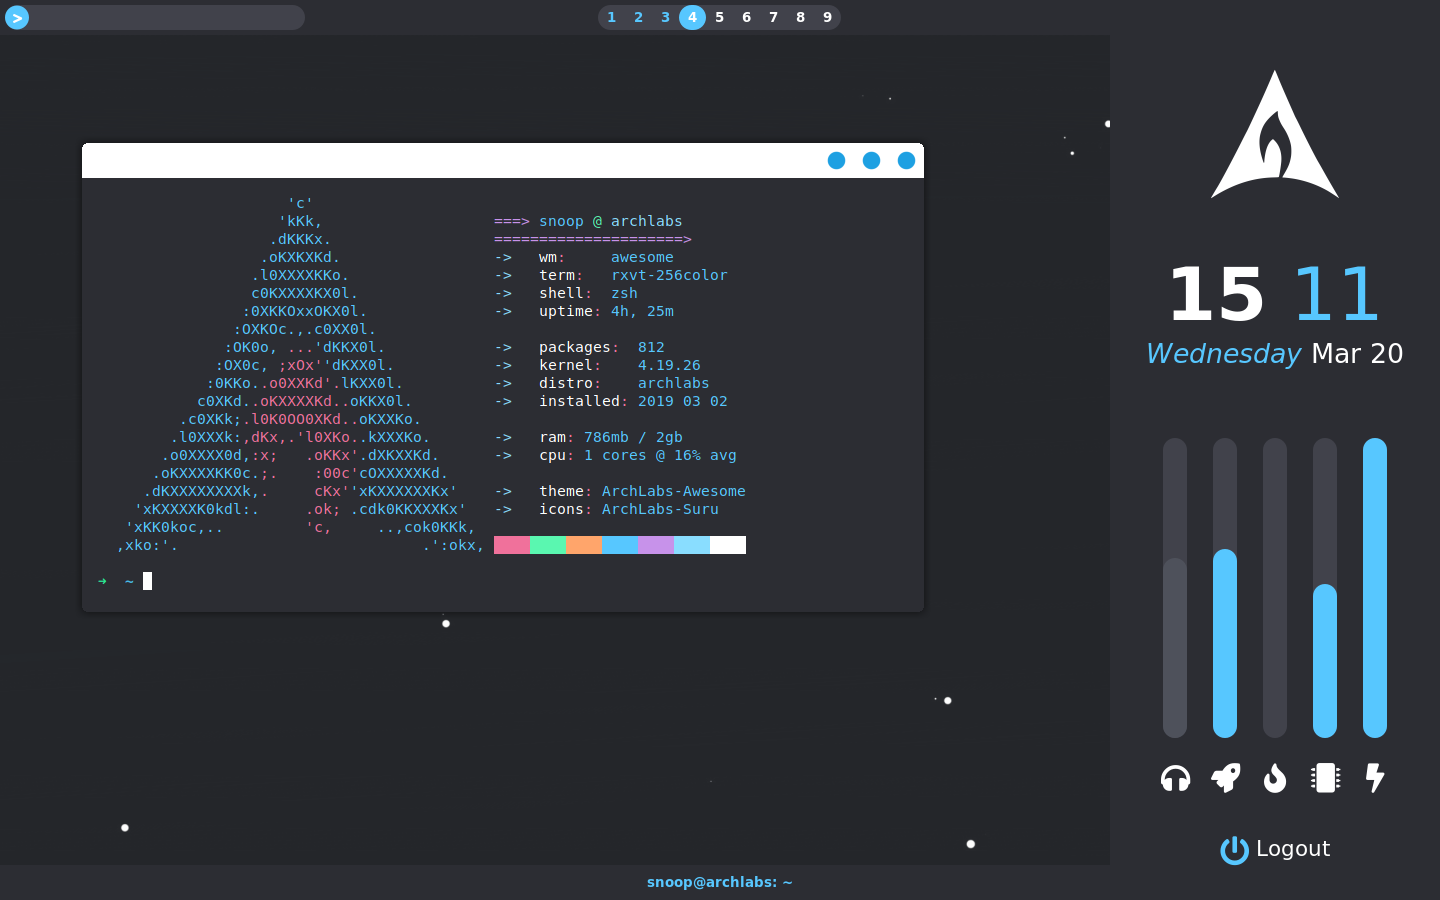 >
1 2 3 4 5 6 7 8 9
'c'
'kKk,
.dKKKx.
.oKXKXKd.
.l0XXXXKKo.
c0KXXXXKX0l.
:0XKKOxxOKX0l.
:OXKOc.,.c0XX0l.
:OK0o, ...'dKKX0l.
:OX0c, ;xOx''dKXX0l.
:0KKo..o0XXKd'.lKXX0l.
c0XKd..oKXXXXKd..oKKX0l.
.c0XKk;.l0K0OO0XKd..oKXXKo.
.l0XXXk:,dKx,.'l0XKo..kXXXKo.
.o0XXXX0d,:x;   .oKKx'.dXKXXKd.
.oKXXXXKK0c.;.    :00c'cOXXXXXKd.
.dKXXXXXXXXk,.     cKx''xKXXXXXXKx'
'xKXXXXK0kdl:.     .ok; .cdk0KKXXXKx'
'xKK0koc,..         'c,     ..,cok0KKk,
,xko:'.                           .':okx,
===> snoop @ archlabs
=====================>
->   wm:     awesome
->   term:   rxvt-256color
->   shell:  zsh
->   uptime: 4h, 25m
->   packages:  812
->   kernel:    4.19.26
->   distro:    archlabs
->   installed: 2019 03 02
->   ram: 786mb / 2gb
->   cpu: 1 cores @ 16% avg
->   theme: ArchLabs-Awesome
->   icons: ArchLabs-Suru
➜  ~
15 11
Wednesday Mar 20
Logout
snoop@archlabs: ~